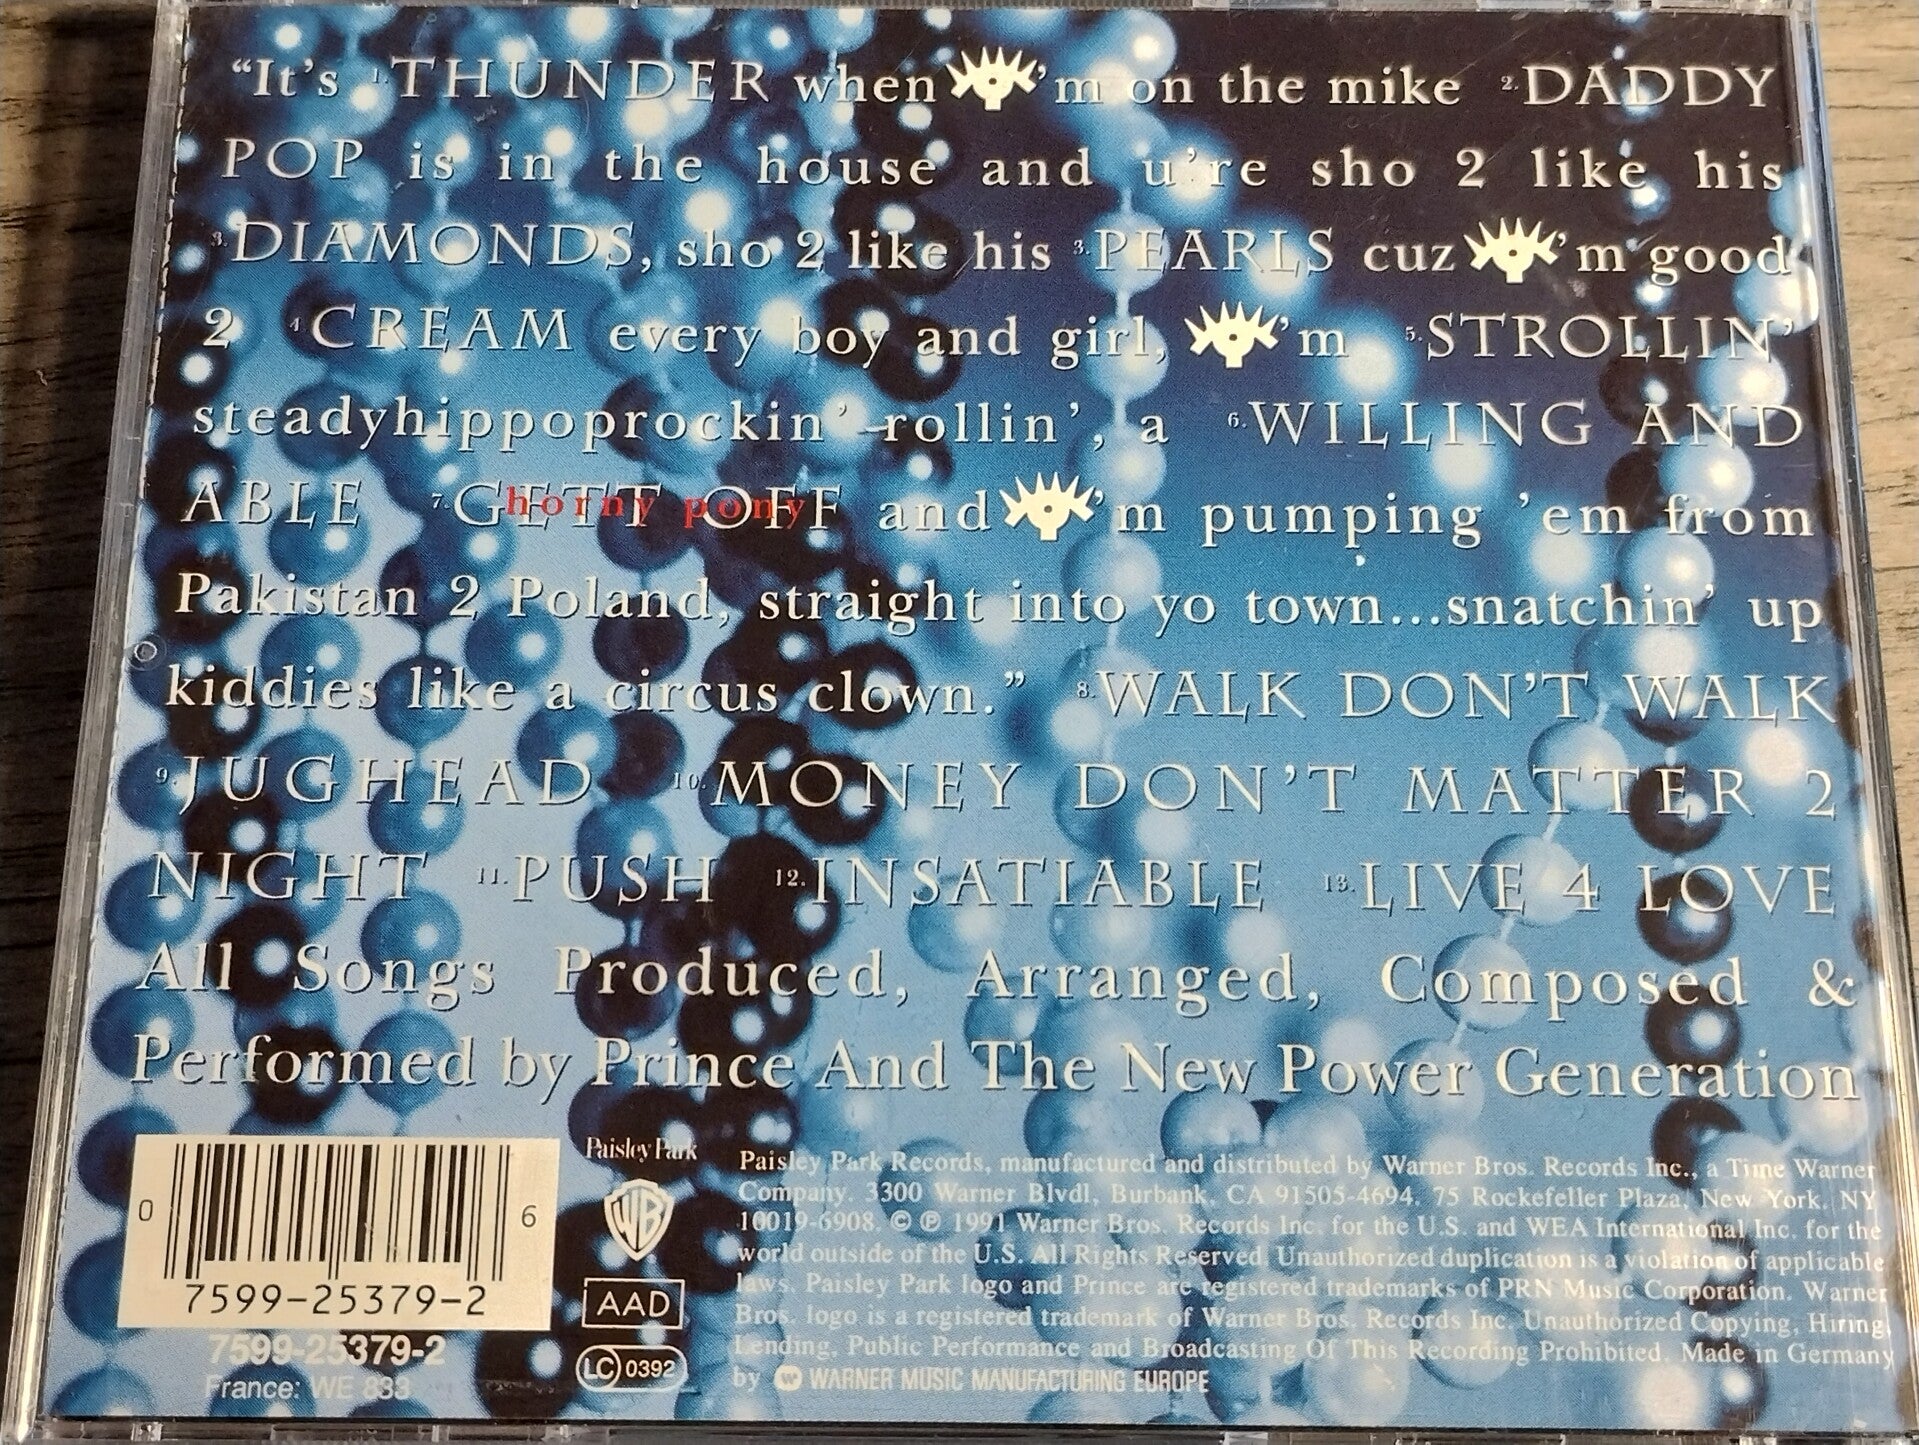 “It’s 1. THUNDER when 👁’m on the mike 2. DADDY
POP is in the house and u’re sho 2 like his
3. DIAMONDS, sho 2 like his 3. PEARLS cuz 👁’m good
2 4. CREAM every boy and girl, 👁’m 5. STROLLIN’
steadyhippoprockin’-rollin’, a 6. WILLING AND
ABLE 7. GETT OFF and 👁’m pumping ’em from
horny pony
Pakistan 2 Poland, straight into yo town...snatchin’ up
kiddies like a circus clown.” 8. WALK DON’T WALK
9. JUGHEAD 10. MONEY DON’T MATTER 2
NIGHT 11. PUSH 12. INSATIABLE 13. LIVE 4 LOVE
All Songs Produced, Arranged, Composed &
Performed by Prince And The New Power Generation
0 7599-25379-2 6
7599-25379-2
France: WE 833
Paisley Park
WB
AAD
LC 0392
Paisley Park Records, manufactured and distributed by Warner Bros. Records Inc., a Time Warner
Company. 3300 Warner Blvdl, Burbank, CA 91505-4694. 75 Rockefeller Plaza, New York, NY
10019-6908. © ℗ 1991 Warner Bros. Records Inc. for the U.S. and WEA International Inc. for the
world outside of the U.S. All Rights Reserved. Unauthorized duplication is a violation of applicable
laws. Paisley Park logo and Prince are registered trademarks of PRN Music Corporation. Warner
Bros. logo is a registered trademark of Warner Bros. Records Inc. Unauthorized Copying, Hiring,
Lending, Public Performance and Broadcasting Of This Recording Prohibited. Made in Germany
by WARNER MUSIC MANUFACTURING EUROPE